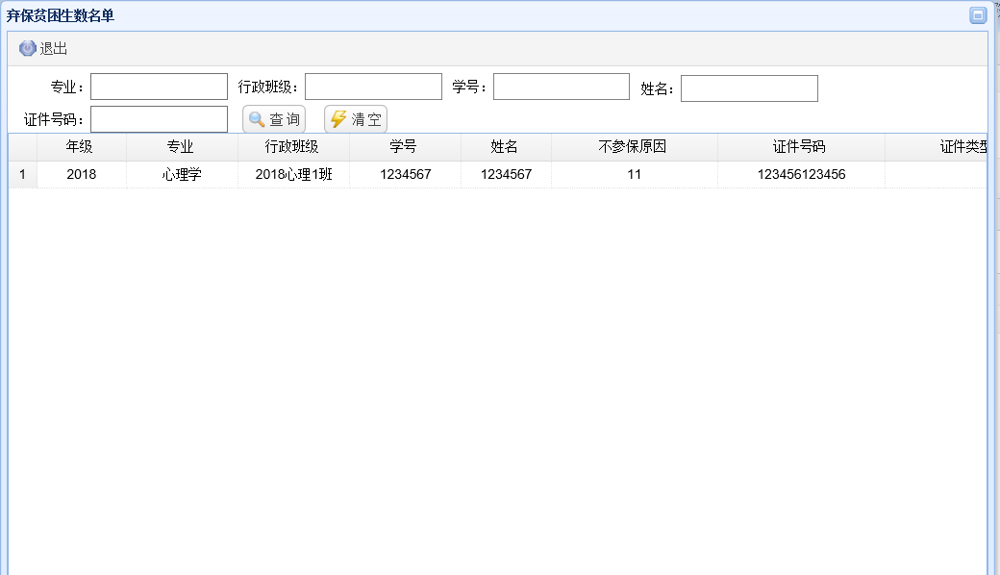 弃保贫困生数名单
退出
专业： 行政班级： 学号： 姓名：
证件号码： 查询 清空
年级 专业 行政班级 学号 姓名 不参保原因 证件号码 证件类型
1 2018 心理学 2018心理1班 1234567 1234567 11 123456123456